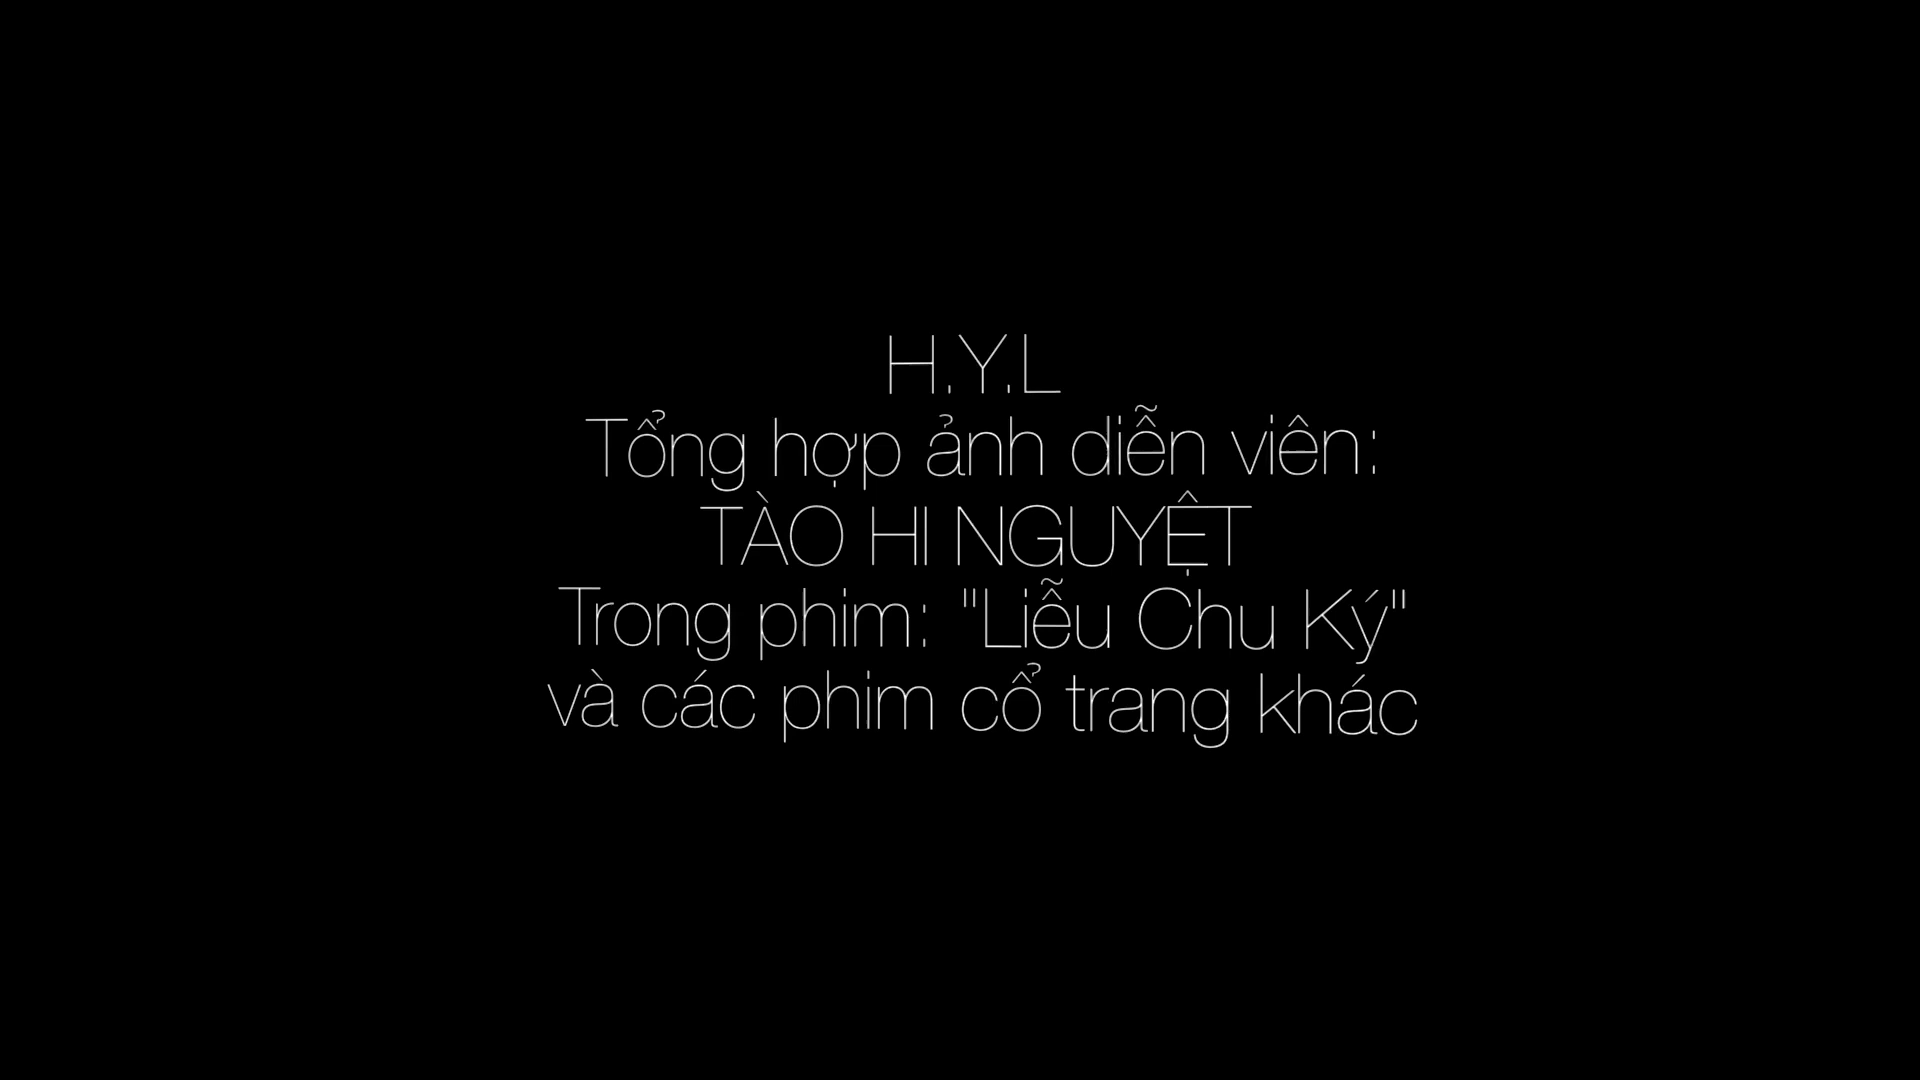 H.Y.L
Tổng hợp ảnh diễn viên:
TÀO HI NGUYỆT
Trong phim: "Liễu Chu Ký"
và các phim cổ trang khác